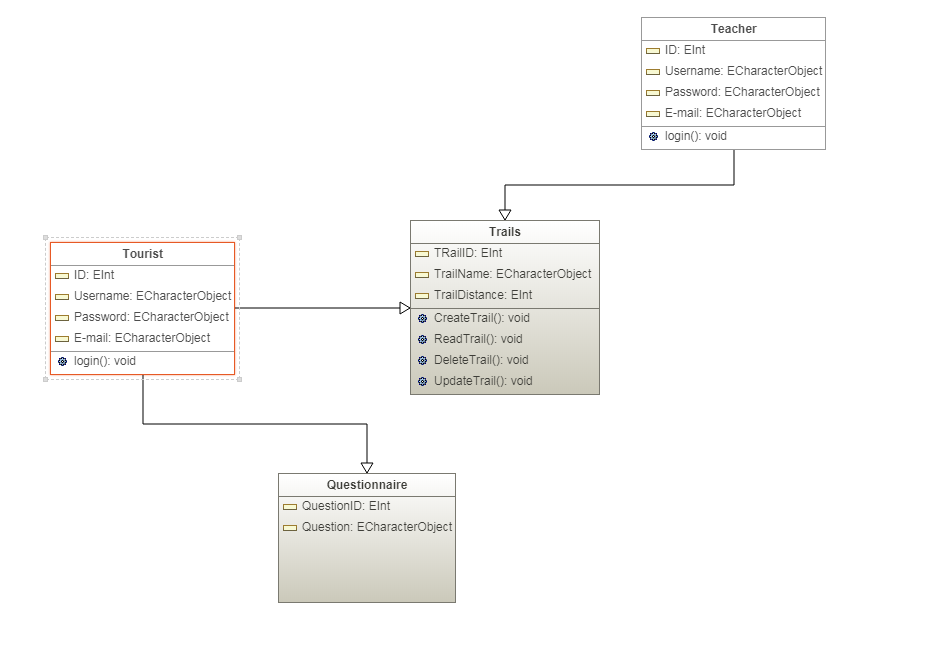 Teacher
ID: EInt
Username: ECharacterObject
Password: ECharacterObject
E-mail: ECharacterObject
login(): void
Trails
TRailID: EInt
TrailName: ECharacterObject
TrailDistance: EInt
CreateTrail(): void
ReadTrail(): void
DeleteTrail(): void
UpdateTrail(): void
Tourist
ID: EInt
Username: ECharacterObject
Password: ECharacterObject
E-mail: ECharacterObject
login(): void
Questionnaire
QuestionID: EInt
Question: ECharacterObject